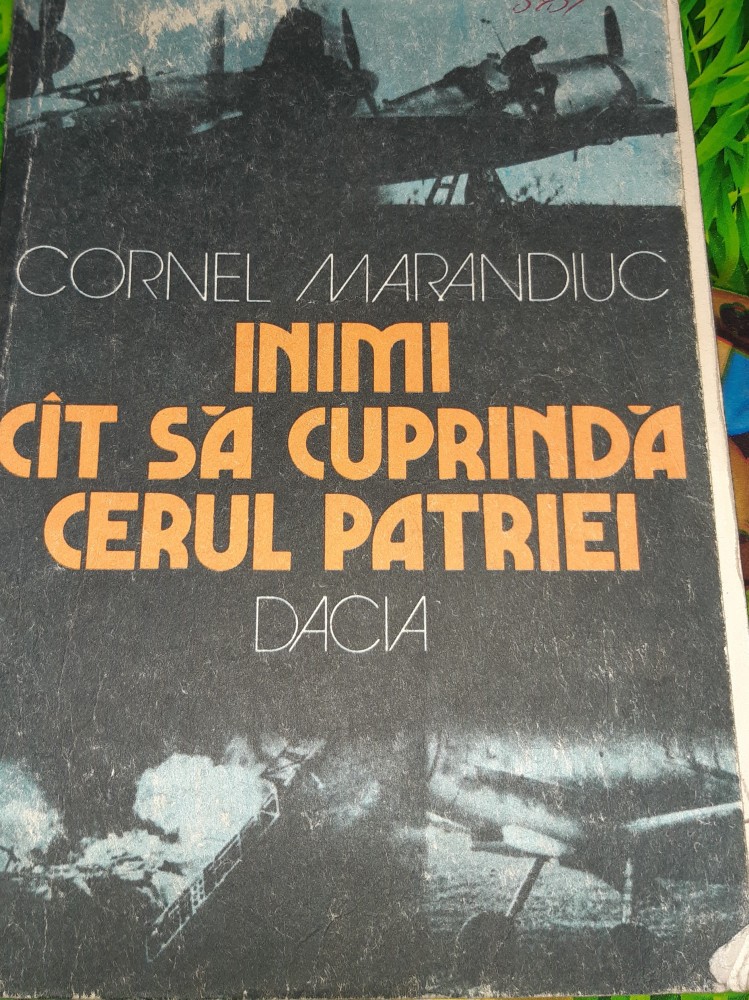 CORNEL MARANDIUC
INIMI
CÎT SĂ CUPRINDĂ
CERUL PATRIEI
DACIA